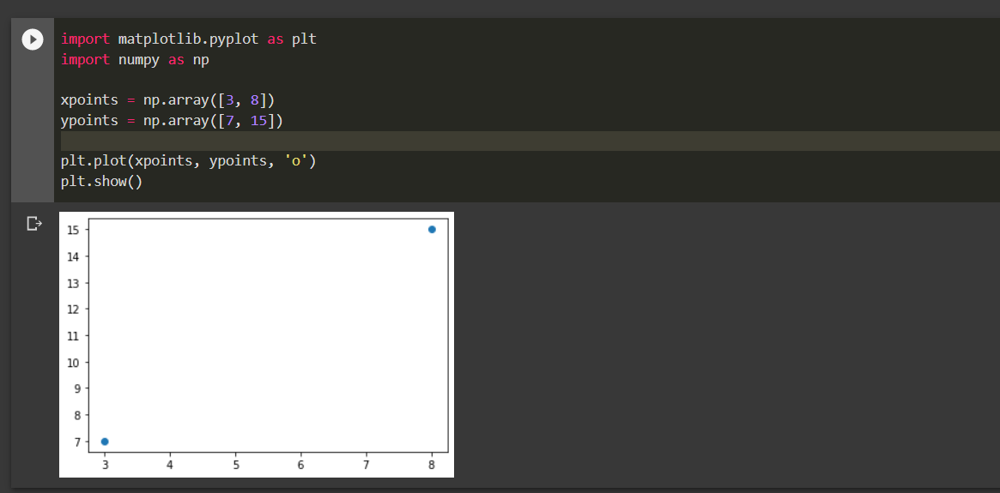 import matplotlib.pyplot as plt
import numpy as np
xpoints = np.array([3, 8])
ypoints = np.array([7, 15])
plt.plot(xpoints, ypoints, 'o')
plt.show()
15
14
13
12
11
10
9
8
7
3 4 5 6 7 8